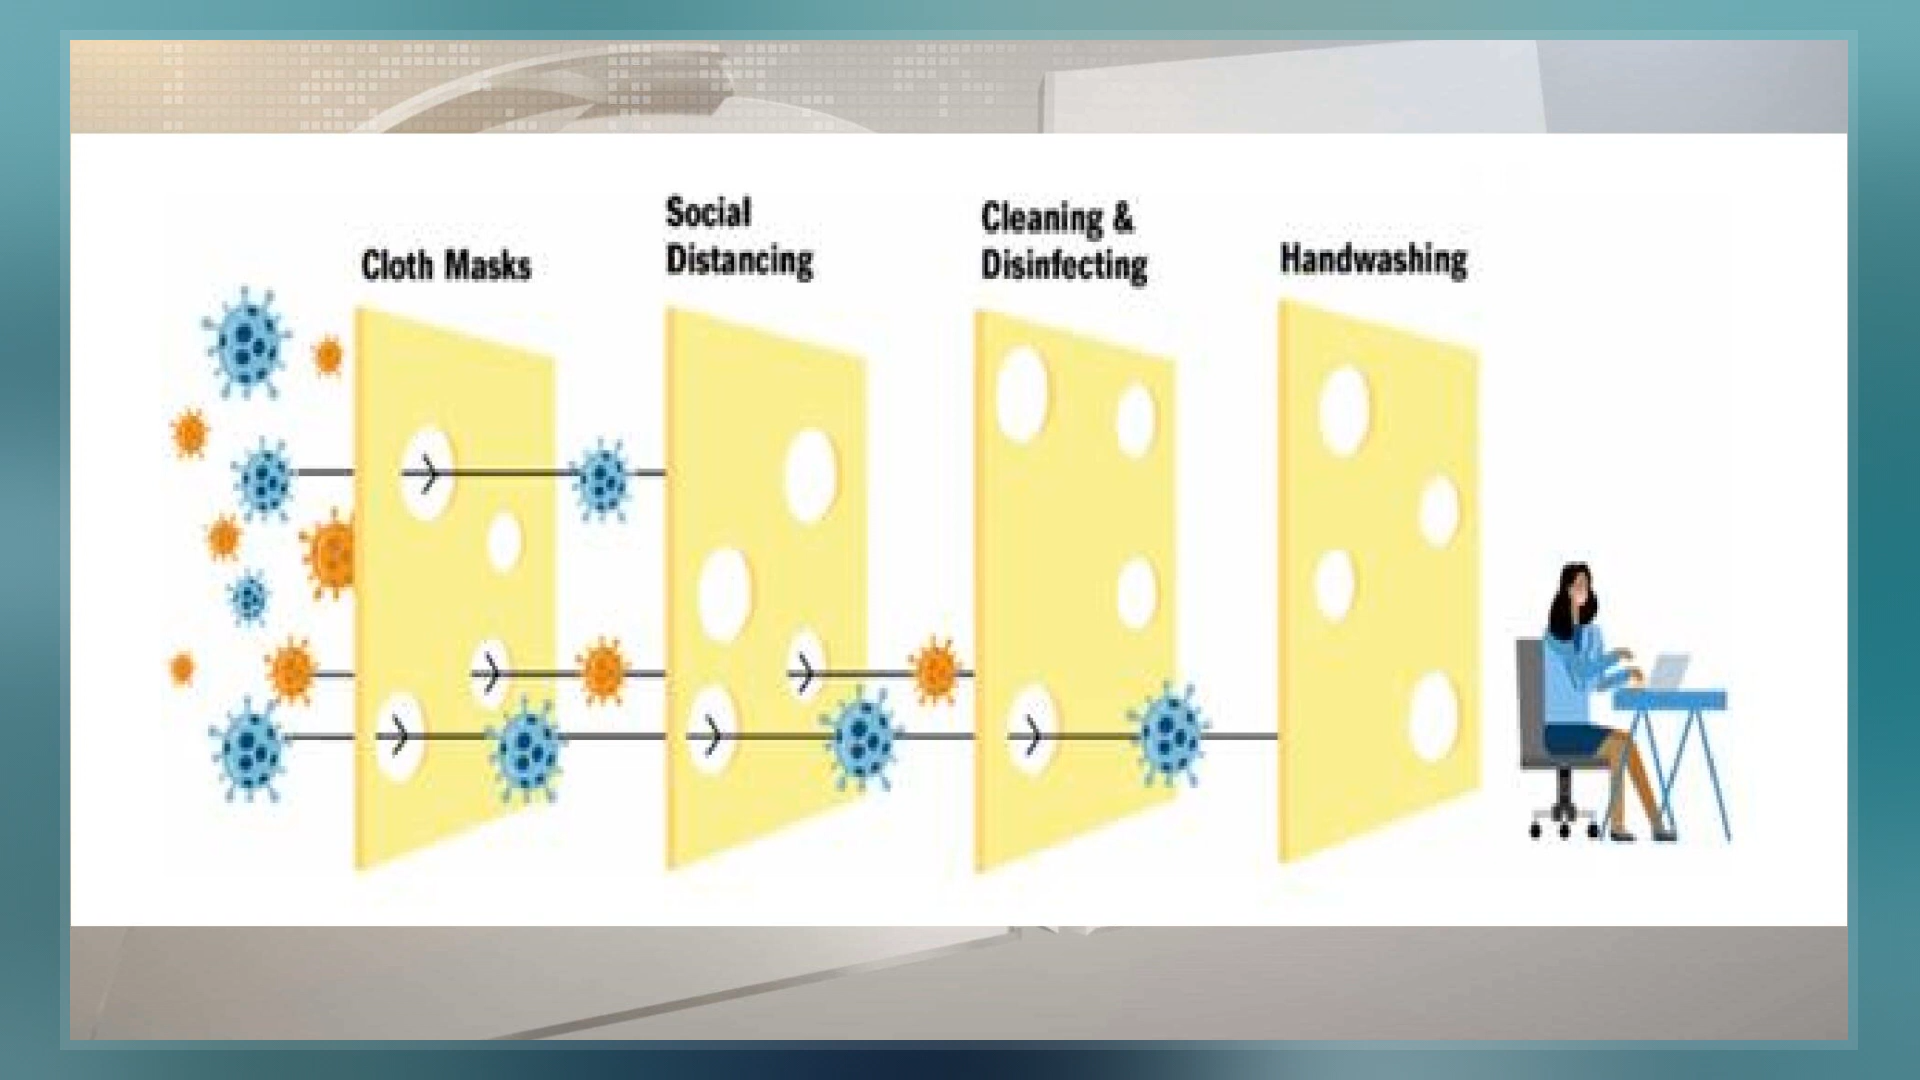 Cloth Masks
Social
Distancing
Cleaning &
Disinfecting
Handwashing